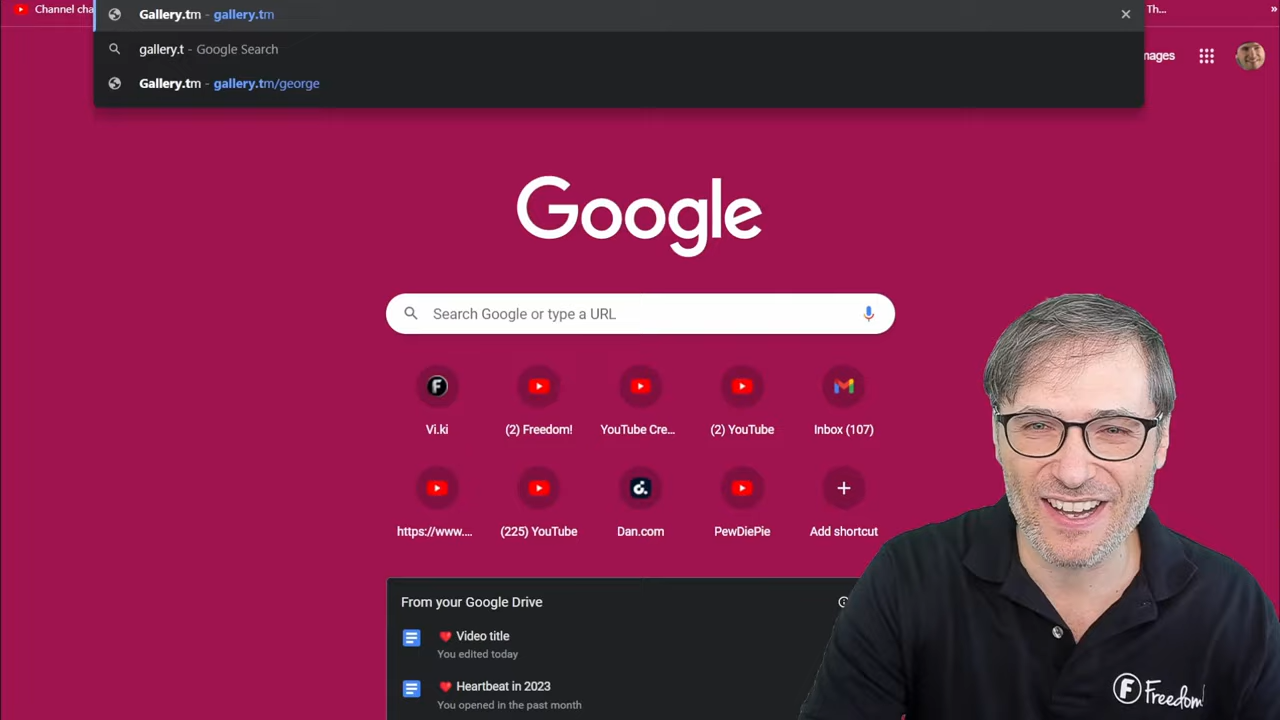 Channel cha
Gallery.tm - gallery.tm
Th...
»
gallery.t - Google Search
Gallery.tm - gallery.tm/george
mages
Google
Search Google or type a URL
Vi.ki
(2) Freedom!
YouTube Cre...
(2) YouTube
Inbox (107)
https://www....
(225) YouTube
Dan.com
PewDiePie
Add shortcut
From your Google Drive
Video title
You edited today
Heartbeat in 2023
You opened in the past month
F Freedom!